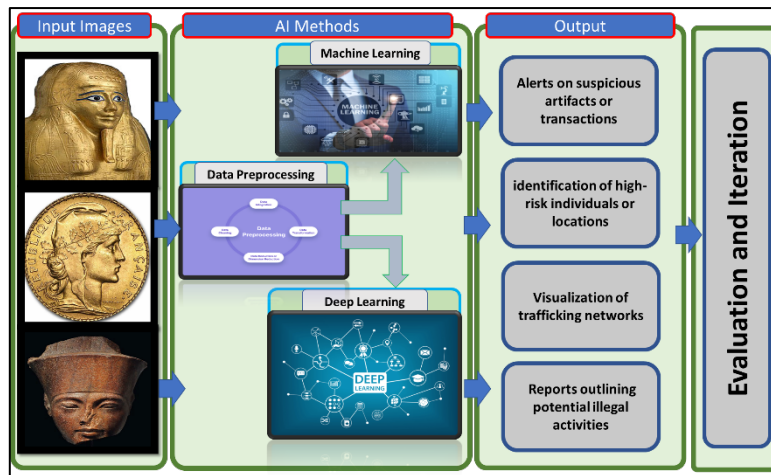 Input Images
AI Methods
Output
Machine Learning
MACHINE
LEARNING
Data Preprocessing
Data
Preprocessing
Deep Learning
DEEP
LEARNING
REPUBLIQUE FRANÇAISE
Alerts on suspicious
artifacts or
transactions
identification of high-
risk individuals or
locations
Visualization of
trafficking networks
Reports outlining
potential illegal
activities
Evaluation and Iteration